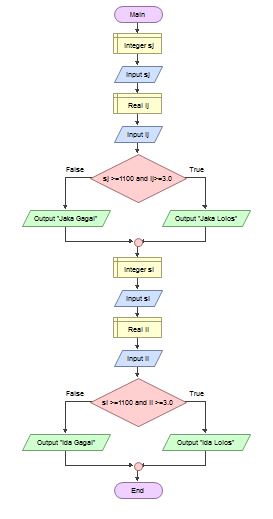 Main
Integer sj
Input sj
Real ij
Input ij
False
True
sj >=1100 and ij>=3.0
Output "Jaka Gagal"
Output "Jaka Lolos"
Integer si
Input si
Real ii
Input ii
False
True
si >=1100 and ii >=3.0
Output "Ida Gagal"
Output "Ida Lolos"
End